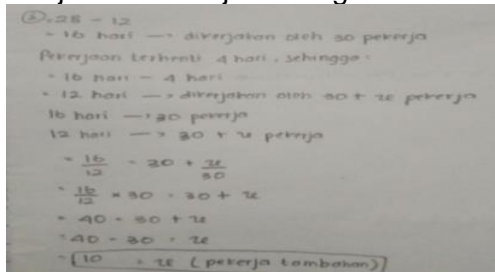 ② = 28 - 12
= 16 hari → dikerjakan oleh 30 pekerja
Pekerjaan terhenti 4 hari, sehingga:
= 16 hari - 4 hari
= 12 hari → dikerjakan oleh 30 + x pekerja
16 hari → 30 pekerja
12 hari → 30 + x pekerja
= 16/12 = 30 + x/30
= 16/12 × 30 = 30 + x
= 40 = 30 + x
= 40 - 30 = x
= 10 = x (pekerja tambahan)